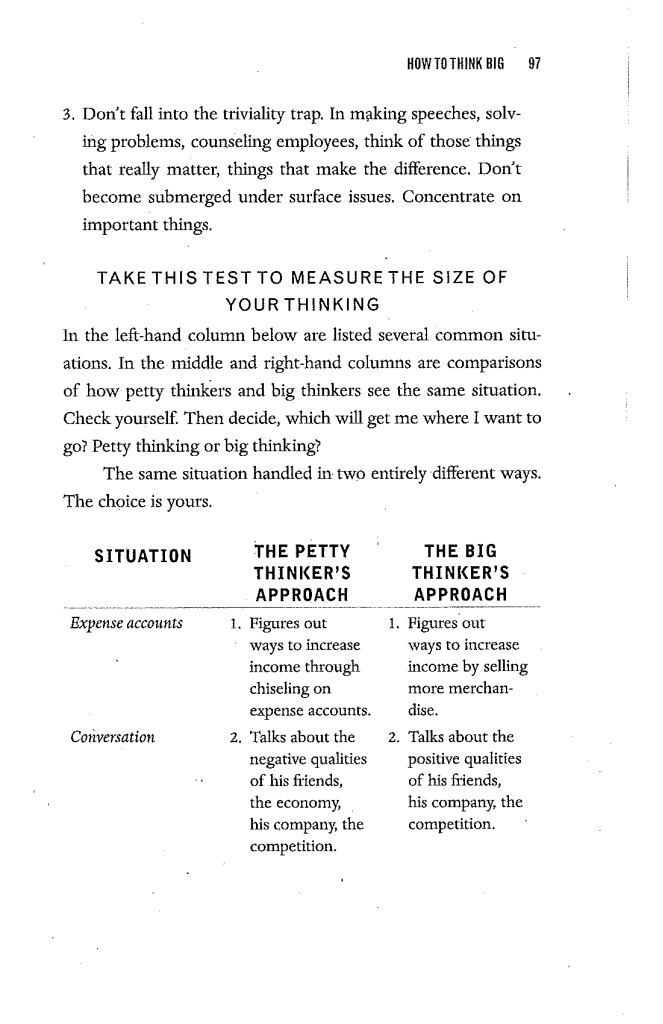 HOW TO THINK BIG 97
3. Don't fall into the triviality trap. In making speeches, solv-
ing problems, counseling employees, think of those things
that really matter, things that make the difference. Don't
become submerged under surface issues. Concentrate on
important things.
TAKE THIS TEST TO MEASURE THE SIZE OF
YOUR THINKING
In the left-hand column below are listed several common situ-
ations. In the middle and right-hand columns are comparisons
of how petty thinkers and big thinkers see the same situation.
Check yourself. Then decide, which will get me where I want to
go? Petty thinking or big thinking?
The same situation handled in two entirely different ways.
The choice is yours.
SITUATION
THE PETTY
THINKER'S
APPROACH
THE BIG
THINKER'S
APPROACH
Expense accounts
1. Figures out
ways to increase
income through
chiseling on
expense accounts.
1. Figures out
ways to increase
income by selling
more merchan-
dise.
Conversation
2. Talks about the
negative qualities
of his friends,
the economy,
his company, the
competition.
2. Talks about the
positive qualities
of his friends,
his company, the
competition.